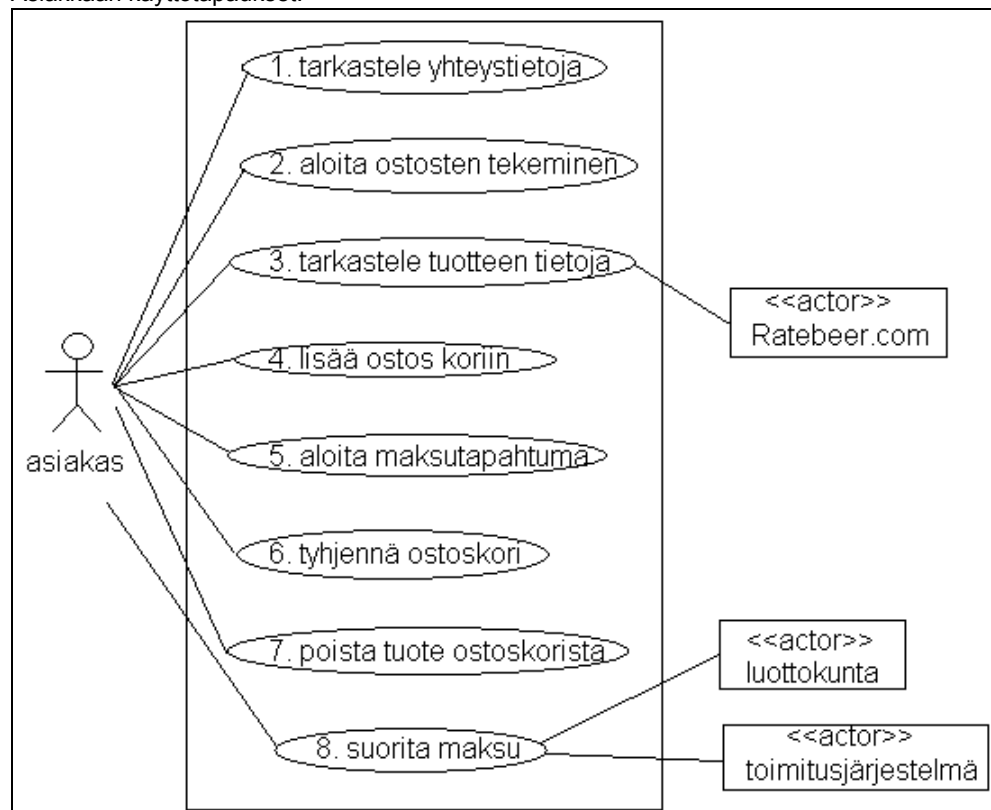 Asiakkaan käyttötapaukset:
1. tarkastele yhteystietoja
2. aloita ostosten tekeminen
3. tarkastele tuotteen tietoja
<<actor>>
Ratebeer.com
4. lisää ostos koriin
asiakas
5. aloita maksutapahtuma
6. tyhjennä ostoskori
7. poista tuote ostoskorista
<<actor>>
luottokunta
8. suorita maksu
<<actor>>
toimitusjärjestelmä